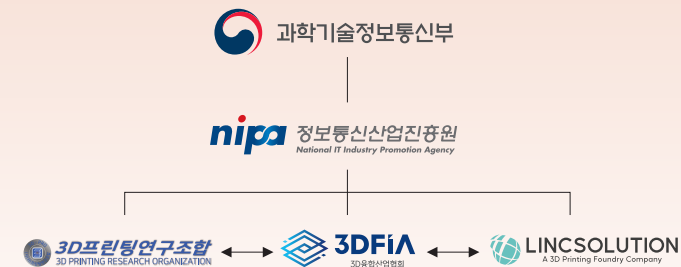 과학기술정보통신부
nipa 정보통신산업진흥원
National IT Industry Promotion Agency
3D프린팅연구조합
3D PRINTING RESEARCH ORGANIZATION
3DFiA
3D융합산업협회
LINCSOLUTION
A 3D Printing Foundry Company